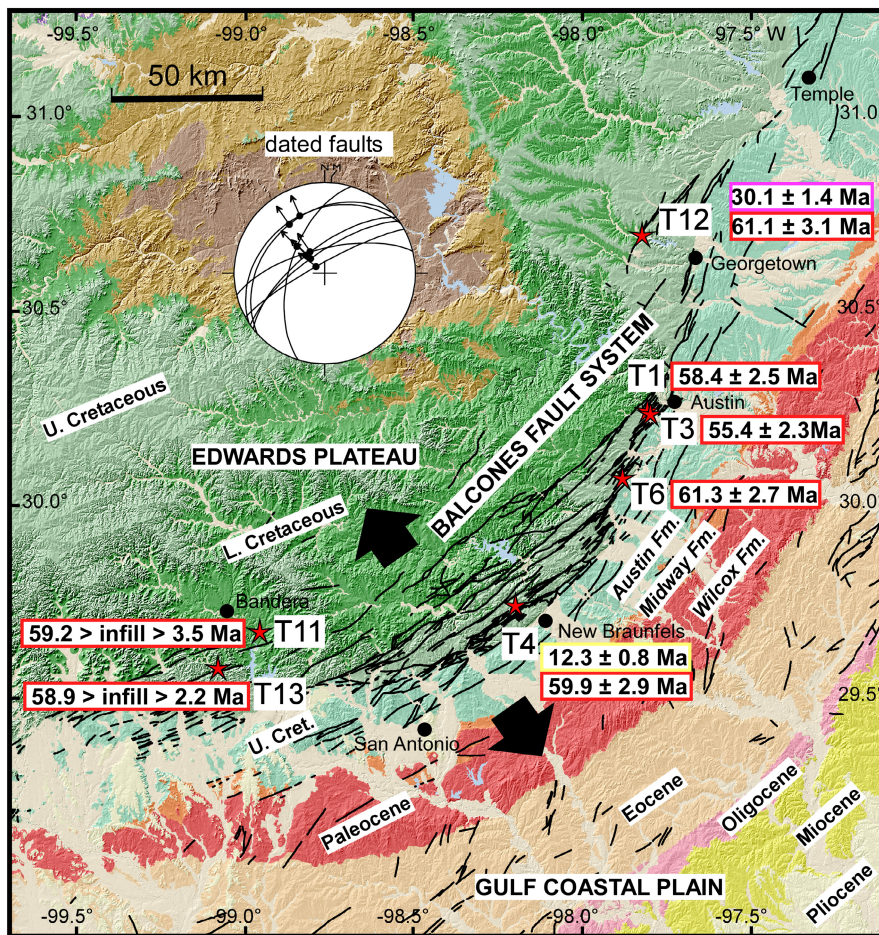 -99.5°
-99.0°
-98.5°
-98.0°
-97.5° W
50 km
Temple
31.0°
31.0
dated faults
N
30.1 ± 1.4 Ma
T12
61.1 ± 3.1 Ma
Georgetown
30.5°
30.5°
BALCONES FAULT SYSTEM
T1
58.4 ± 2.5 Ma
U. Cretaceous
Austin
T3
55.4 ± 2.3Ma
EDWARDS PLATEAU
T6
61.3 ± 2.7 Ma
30.0°
30.0
L. Cretaceous
Austin Fm.
Midway Fm.
Wilcox Fm.
Bandera
59.2 > infill > 3.5 Ma
T11
New Braunfels
T4
12.3 ± 0.8 Ma
58.9 > infill > 2.2 Ma
T13
59.9 ± 2.9 Ma
29.5°
U. Cret.
San Antonio
Paleocene
Eocene
Oligocene
Miocene
Pliocene
GULF COASTAL PLAIN
-99.5°
-99.0°
-98.5°
-98.0°
-97.5°